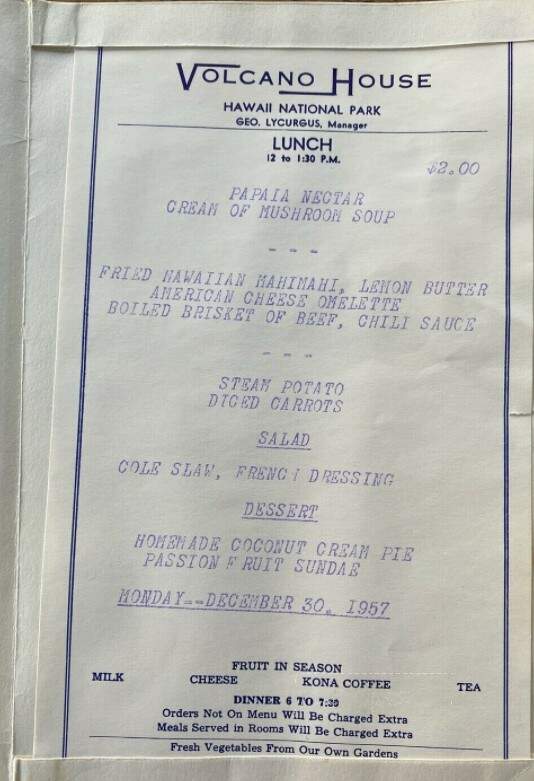 VOLCANO HOUSE
HAWAII NATIONAL PARK
GEO. LYCURGUS, Manager
LUNCH
12 to 1:30 P.M.
$2.00
PAPAIA NECTAR
CREAM OF MUSHROOM SOUP
- - -
FRIED HAWAIIAN MAHIMAHI, LEMON BUTTER
AMERICAN CHEESE OMELETTE
BOILED BRISKET OF BEEF, CHILI SAUCE
- - -
STEAM POTATO
DICED CARROTS
SALAD
COLE SLAW, FRENCH DRESSING
DESSERT
HOMEMADE COCONUT CREAM PIE
PASSION FRUIT SUNDAE
MONDAY--DECEMBER 30, 1957
FRUIT IN SEASON
MILK CHEESE KONA COFFEE TEA
DINNER 6 TO 7:30
Orders Not On Menu Will Be Charged Extra
Meals Served in Rooms Will Be Charged Extra
Fresh Vegetables From Our Own Gardens